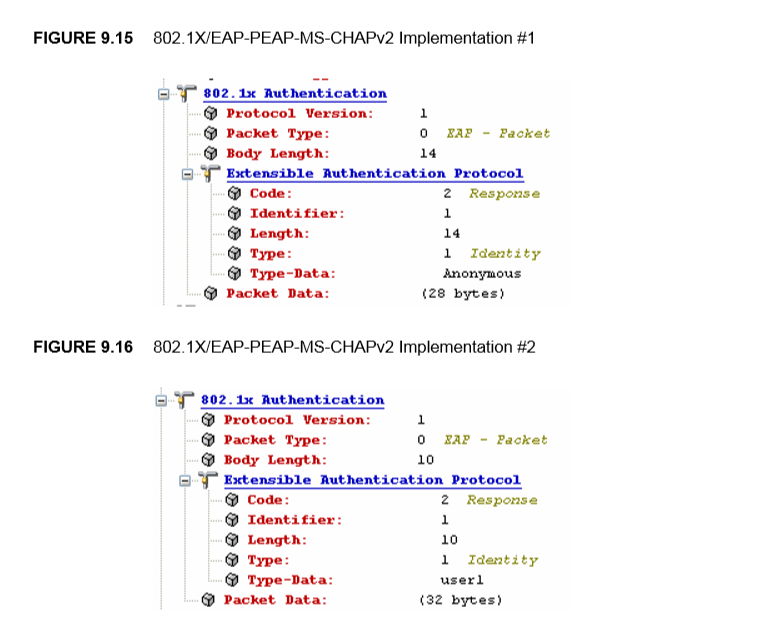 FIGURE 9.15 802.1X/EAP-PEAP-MS-CHAPv2 Implementation #1
802.1x Authentication
Protocol Version: 1
Packet Type: 0 EAP - Packet
Body Length: 14
Extensible Authentication Protocol
Code: 2 Response
Identifier: 1
Length: 14
Type: 1 Identity
Type-Data: Anonymous
Packet Data: (28 bytes)
FIGURE 9.16 802.1X/EAP-PEAP-MS-CHAPv2 Implementation #2
802.1x Authentication
Protocol Version: 1
Packet Type: 0 EAP - Packet
Body Length: 10
Extensible Authentication Protocol
Code: 2 Response
Identifier: 1
Length: 10
Type: 1 Identity
Type-Data: user1
Packet Data: (32 bytes)